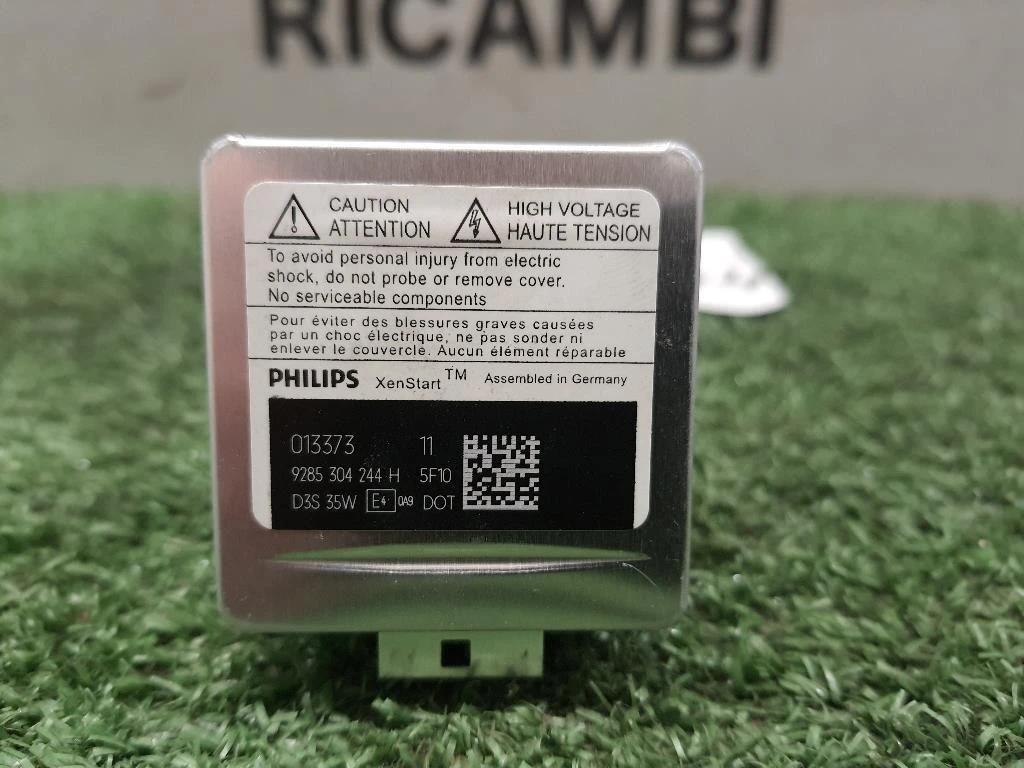 RICAMBI
CAUTION
ATTENTION
HIGH VOLTAGE
HAUTE TENSION
To avoid personal injury from electric
shock, do not probe or remove cover.
No serviceable components
Pour éviter des blessures graves causées
par un choc électrique, ne pas sonder ni
enlever le couvercle. Aucun élément réparable
PHILIPS XenStart™ Assembled in Germany
013373 11
9285 304 244 H 5F10
D3S 35W E4 0A9 DOT